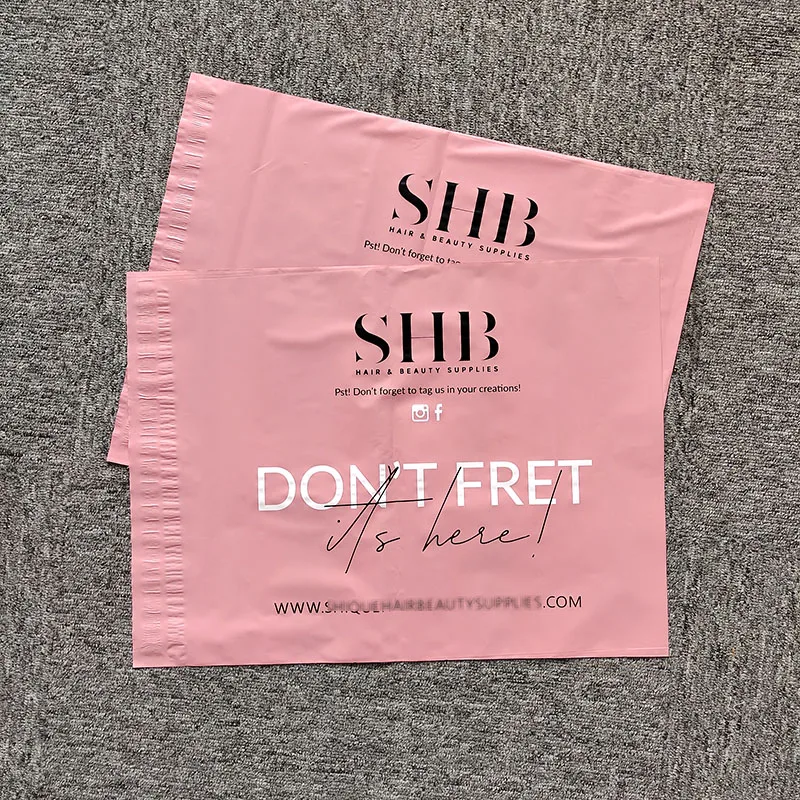 SHB
HAIR & BEAUTY SUPPLIES
Pst! Don't forget to
SHB
HAIR & BEAUTY SUPPLIES
Pst! Don't forget to tag us in your creations!
DON'T FRET
it's here!
WWW.SHIQUEHAIRBEAUTYSUPPLIES.COM